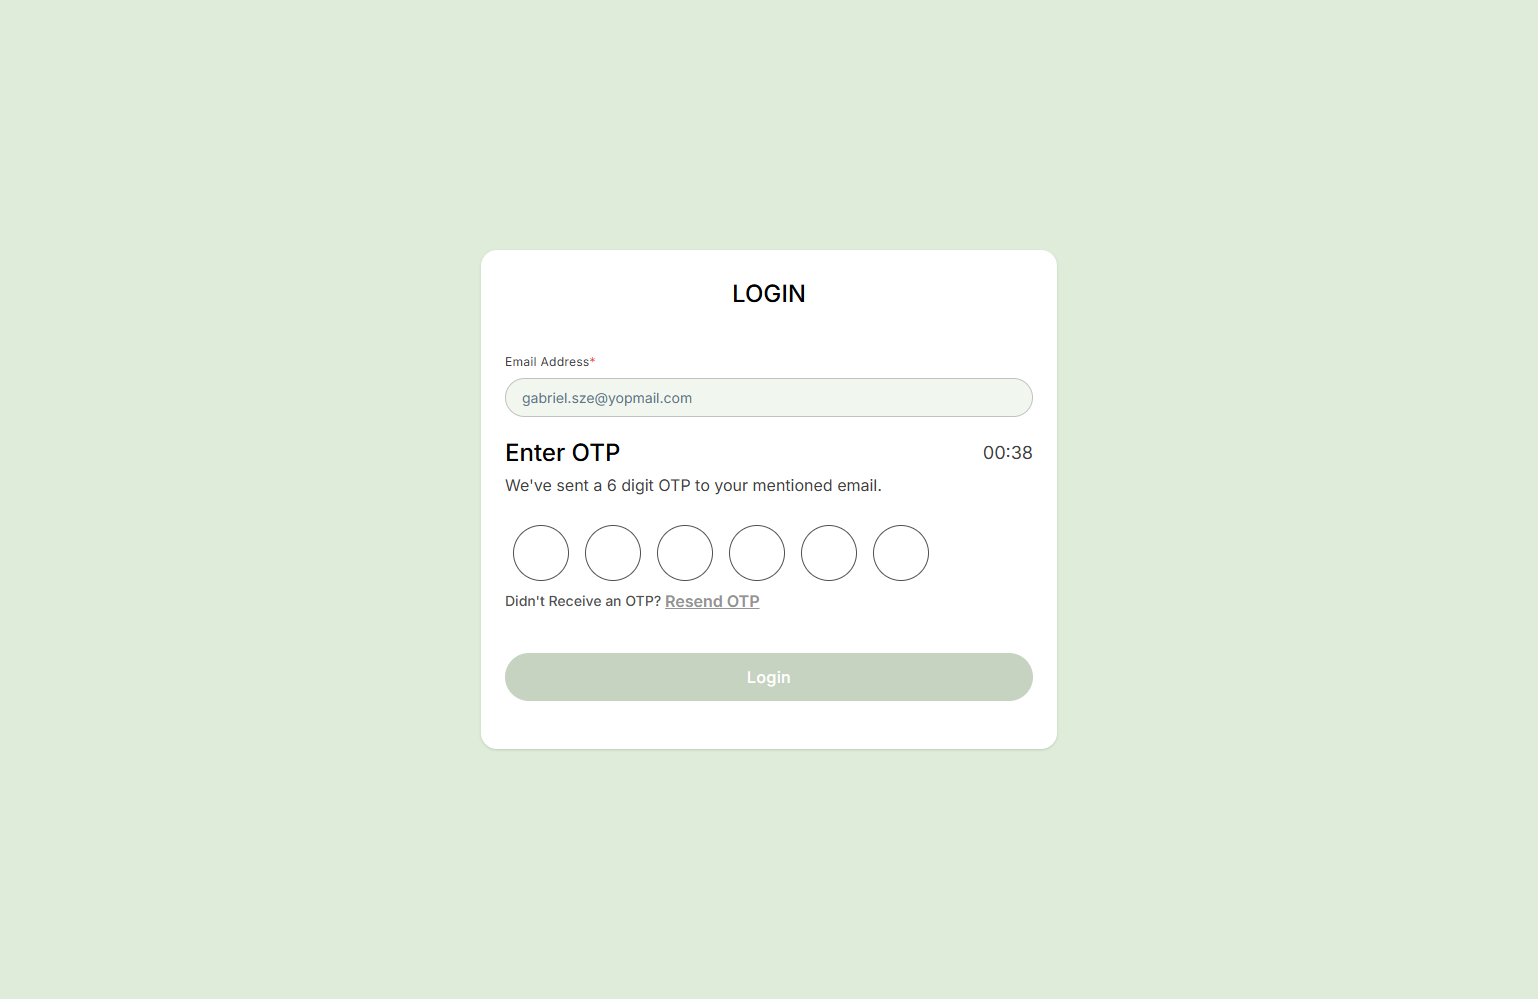 LOGIN
Email Address*
gabriel.sze@yopmail.com
Enter OTP 00:38
We've sent a 6 digit OTP to your mentioned email.
Didn't Receive an OTP? Resend OTP
Login